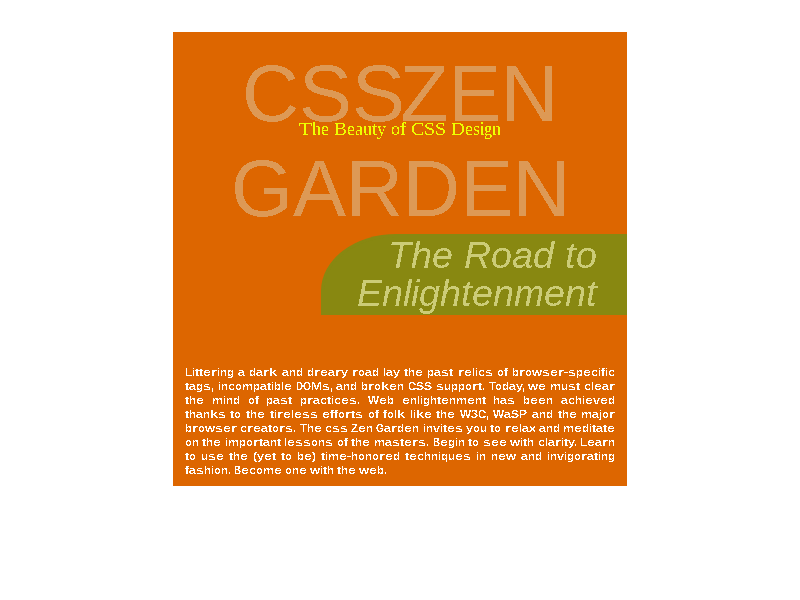 CSSZEN
The Beauty of CSS Design
GARDEN
The Road to
Enlightenment
Littering a dark and dreary road lay the past relics of browser-specific
tags, incompatible DOMs, and broken CSS support. Today, we must clear
the mind of past practices. Web enlightenment has been achieved
thanks to the tireless efforts of folk like the W3C, WaSP and the major
browser creators. The css Zen Garden invites you to relax and meditate
on the important lessons of the masters. Begin to see with clarity. Learn
to use the (yet to be) time-honored techniques in new and invigorating
fashion. Become one with the web.